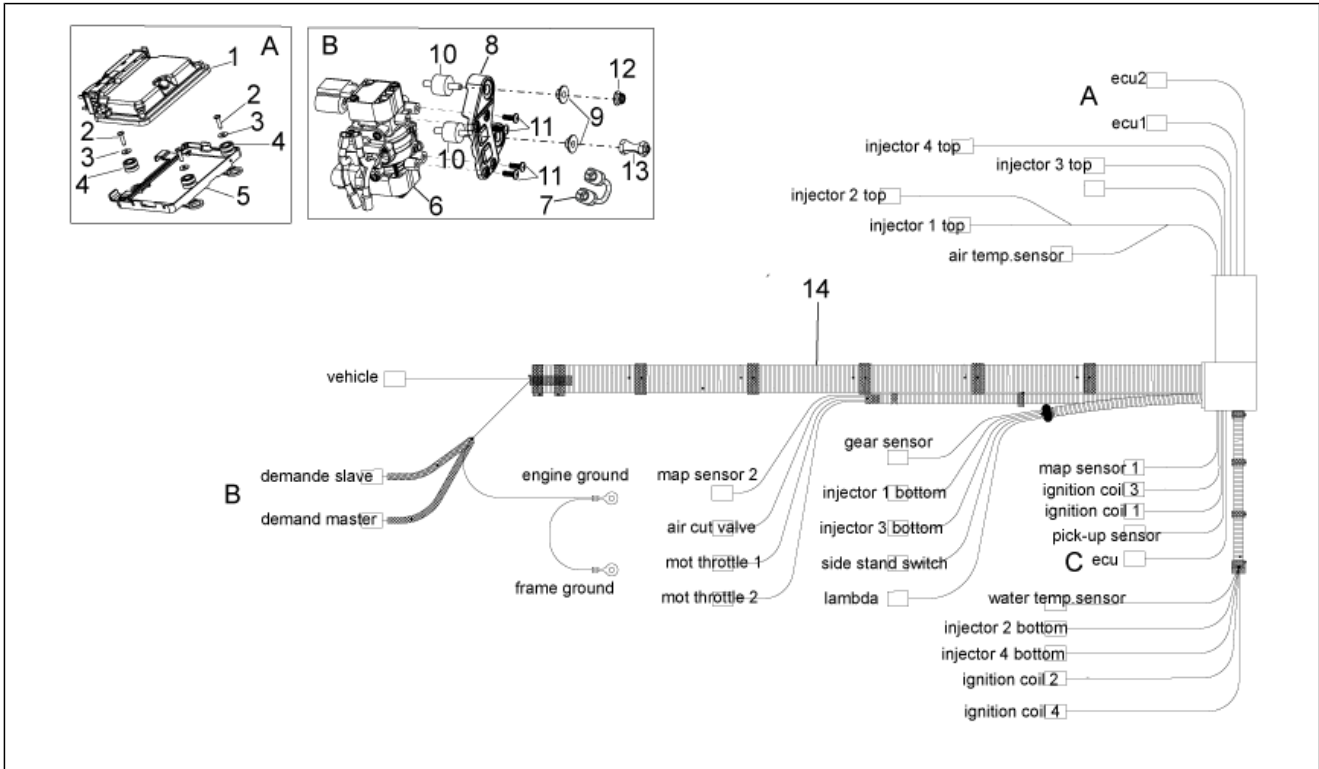 A
1
2
2
3
3
4
4
5
B
8
10
12
9
11
10
13
11
6
7
A
ecu2
ecu1
injector 4 top
injector 3 top
injector 2 top
injector 1 top
air temp.sensor
14
vehicle
B
demande slave
demand master
engine ground
frame ground
map sensor 2
air cut valve
mot throttle 1
mot throttle 2
gear sensor
injector 1 bottom
injector 3 bottom
side stand switch
lambda
map sensor 1
ignition coil 3
ignition coil 1
pick-up sensor
C ecu
water temp.sensor
injector 2 bottom
injector 4 bottom
ignition coil 2
ignition coil 4